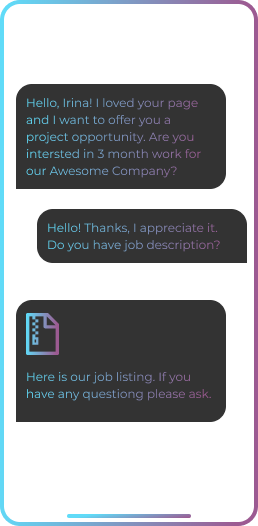 Hello, Irina! I loved your page
and I want to offer you a
project opportunity. Are you
intersted in 3 month work for
our Awesome Company?
Hello! Thanks, I appreciate it.
Do you have job description?
Here is our job listing. If you
have any questiong please ask.